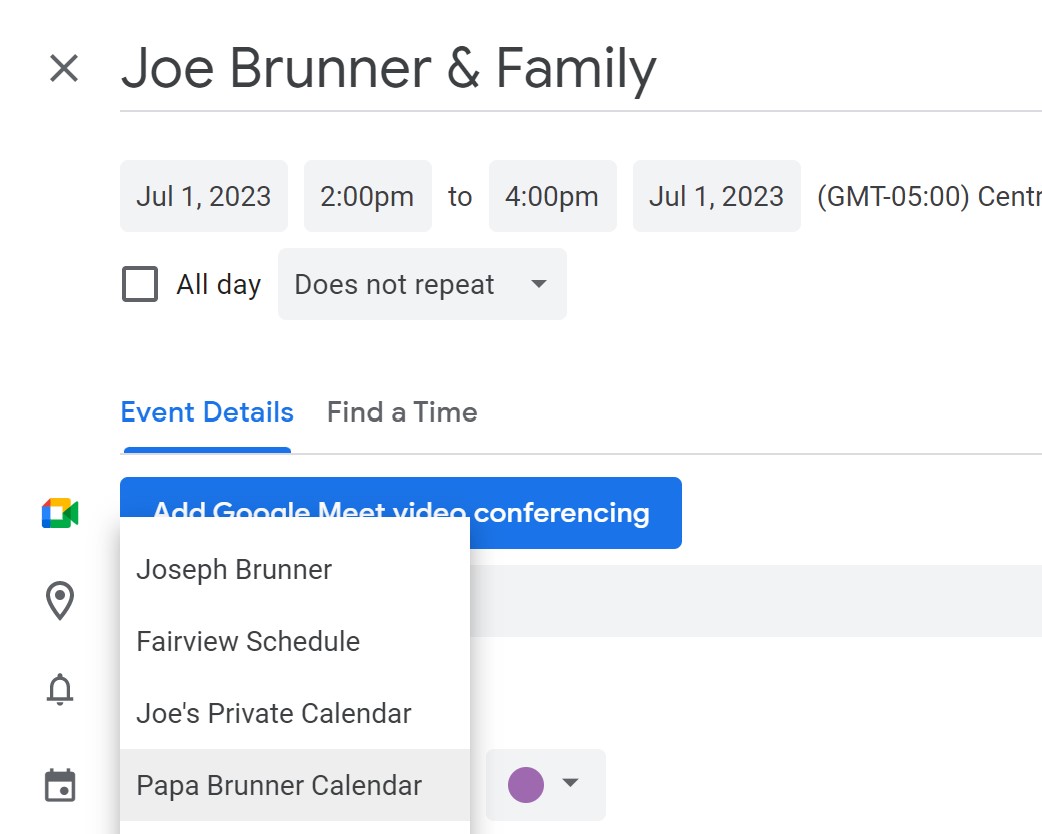 Joe Brunner & Family
Jul 1, 2023 2:00pm to 4:00pm Jul 1, 2023 (GMT-05:00) Centr
All day Does not repeat
Event Details Find a Time
Add Google Meet video conferencing
Joseph Brunner
Fairview Schedule
Joe's Private Calendar
Papa Brunner Calendar